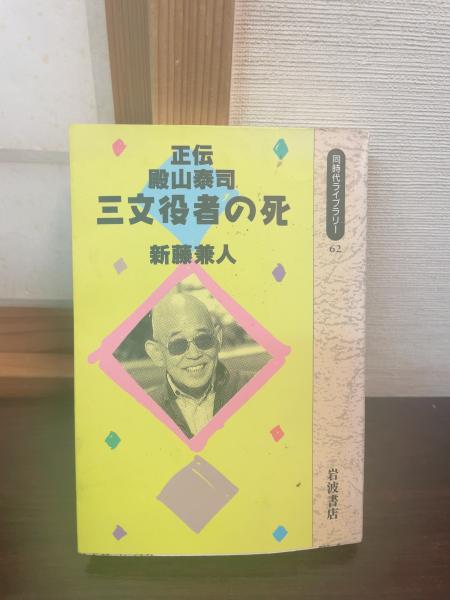 正伝
殿山泰司
三文役者の死
新藤兼人
同時代ライブラリー
62
岩波書店